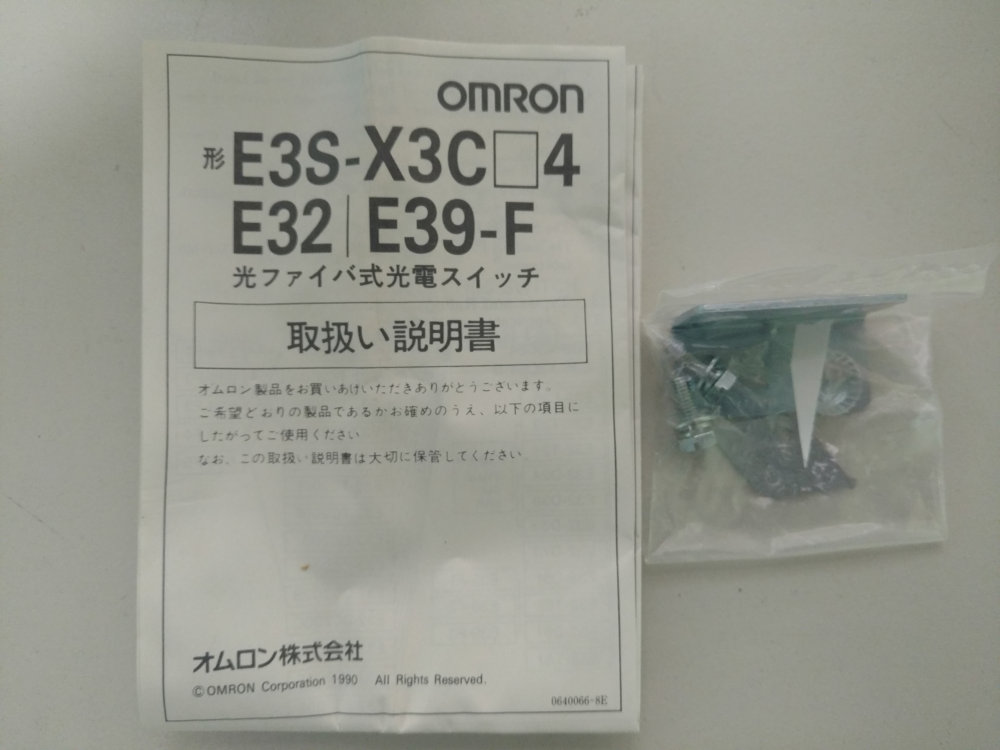 OMRON
形 E3S-X3C□4
E32|E39-F
光ファイバ式光電スイッチ
取扱い説明書
オムロン製品をお買いあけいただきありがとうございます。
ご希望どおりの製品であるかお確めのうえ、以下の項目に
したがってご使用ください
なお、この取扱い説明書は大切に保管してください
オムロン株式会社
©OMRON Corporation 1990 All Rights Reserved.
0640066-8E